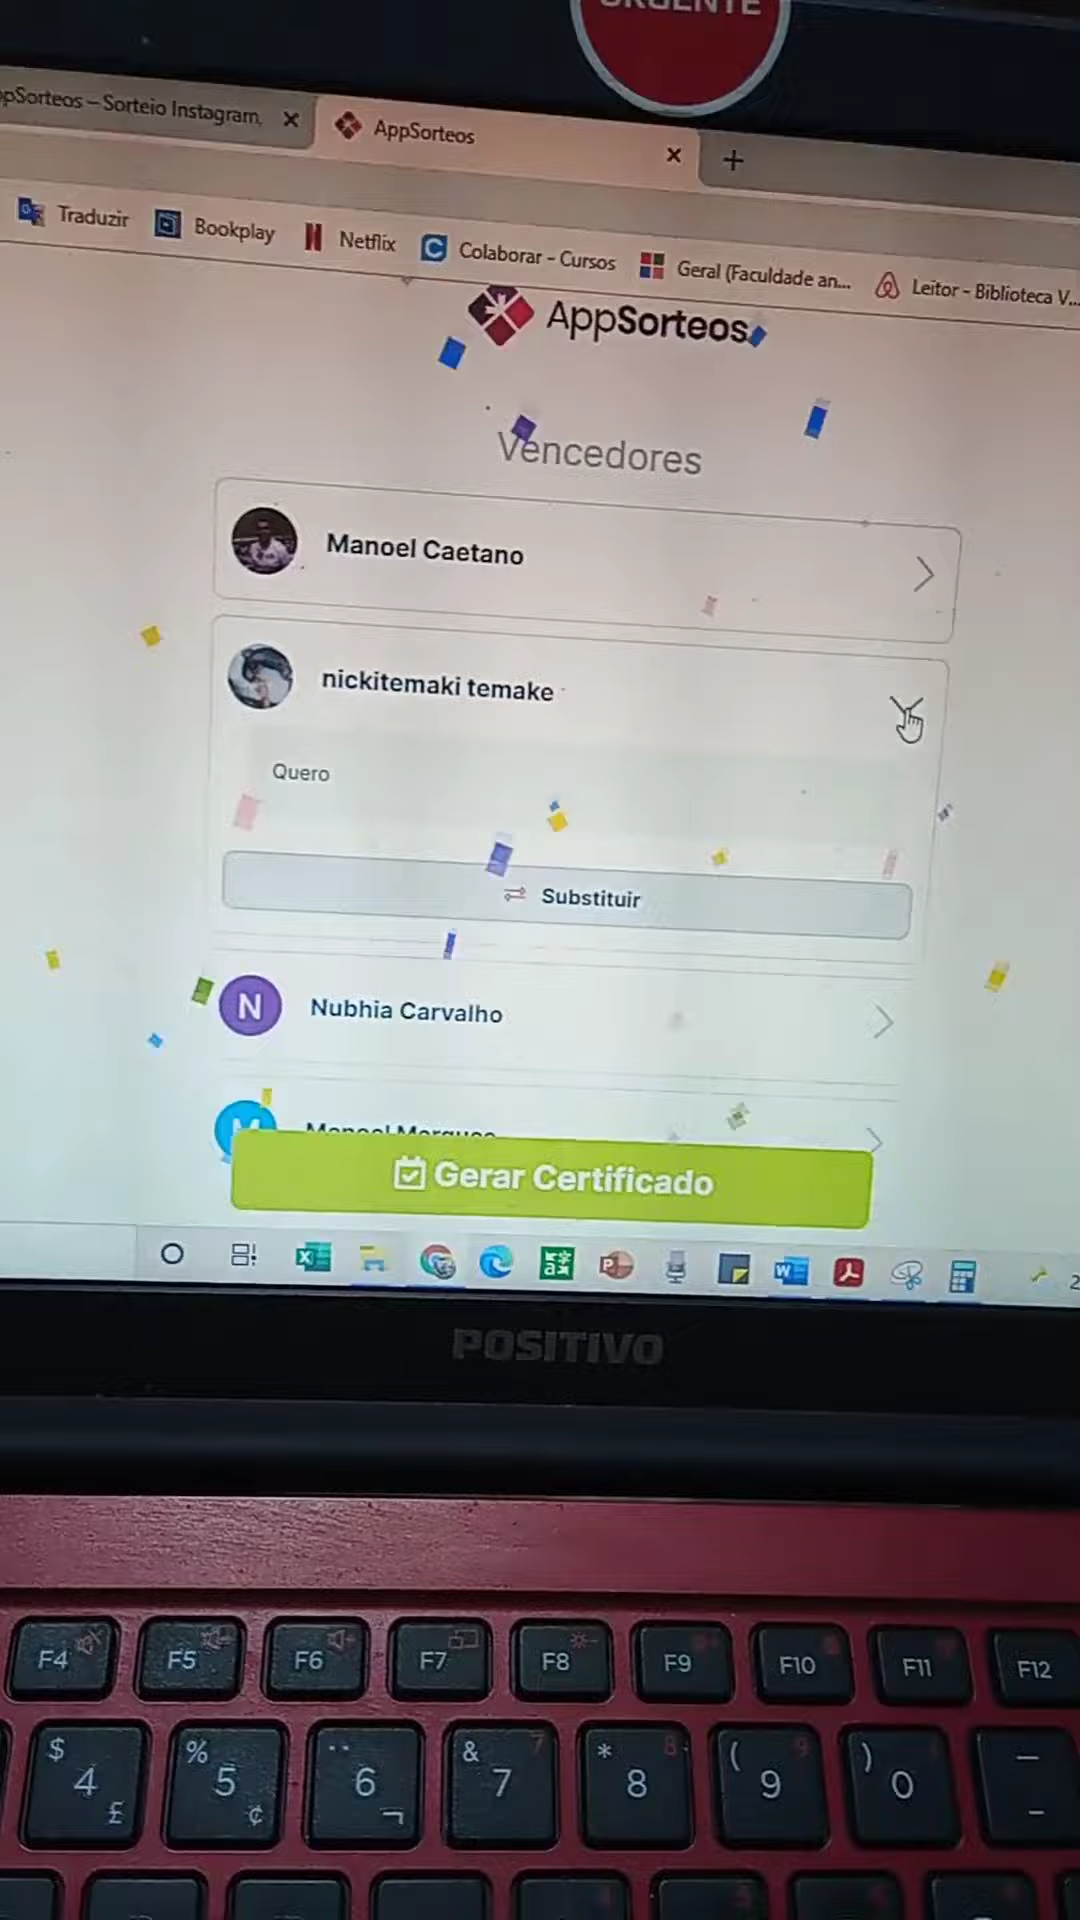 URGENTE
pSorteos – Sorteio Instagram,
AppSorteos
Traduzir
Bookplay
Netflix
Colaborar - Cursos
Geral (Faculdade an...
Leitor - Biblioteca V...
AppSorteos
Vencedores
Manoel Caetano
nickitemaki temake
Quero
Substituir
N
Nubhia Carvalho
Gerar Certificado
POSITIVO
F4 F5 F6 F7 F8 F9 F10 F11 F12
$ % ¨ & * ( ) _
4 5 6 7 8 9 0 -
£ ¢ ¬